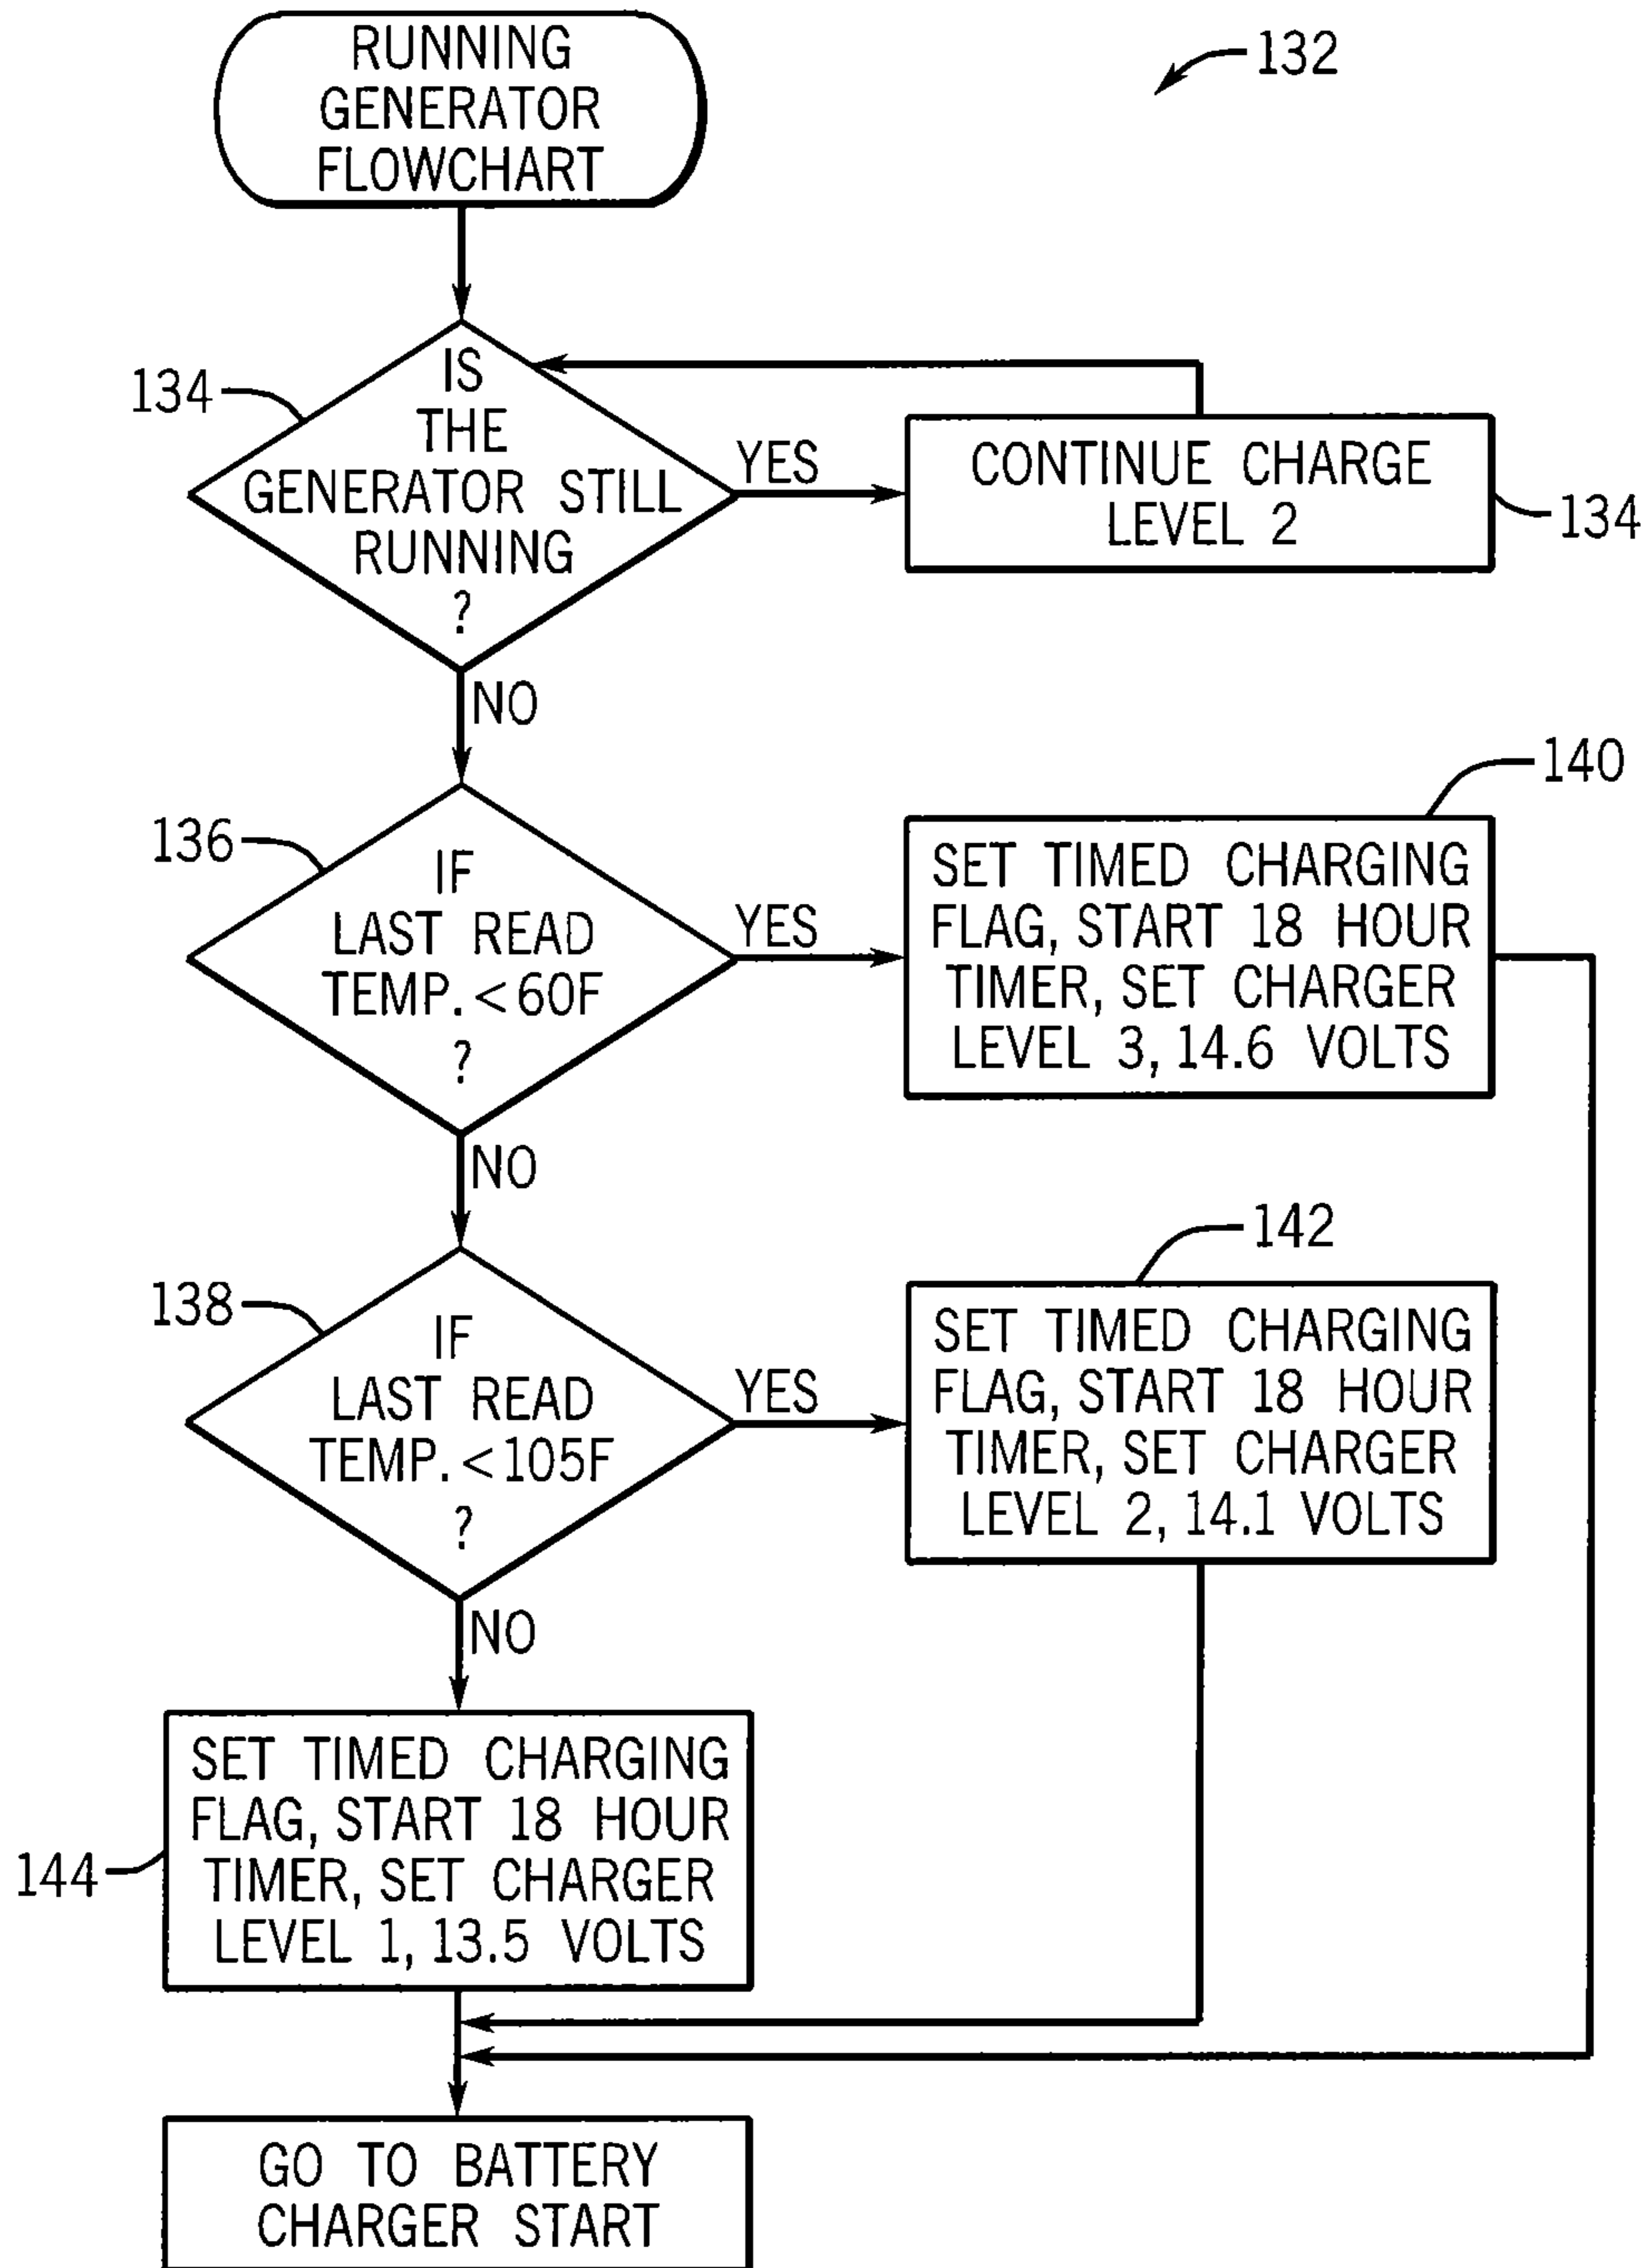 RUNNING
GENERATOR
FLOWCHART
132
134
IS
THE
GENERATOR STILL
RUNNING
?
YES
CONTINUE CHARGE
LEVEL 2
134
NO
136
IF
LAST READ
TEMP. < 60F
?
YES
140
SET TIMED CHARGING
FLAG, START 18 HOUR
TIMER, SET CHARGER
LEVEL 3, 14.6 VOLTS
NO
138
IF
LAST READ
TEMP. < 105F
?
YES
142
SET TIMED CHARGING
FLAG, START 18 HOUR
TIMER, SET CHARGER
LEVEL 2, 14.1 VOLTS
NO
144
SET TIMED CHARGING
FLAG, START 18 HOUR
TIMER, SET CHARGER
LEVEL 1, 13.5 VOLTS
GO TO BATTERY
CHARGER START